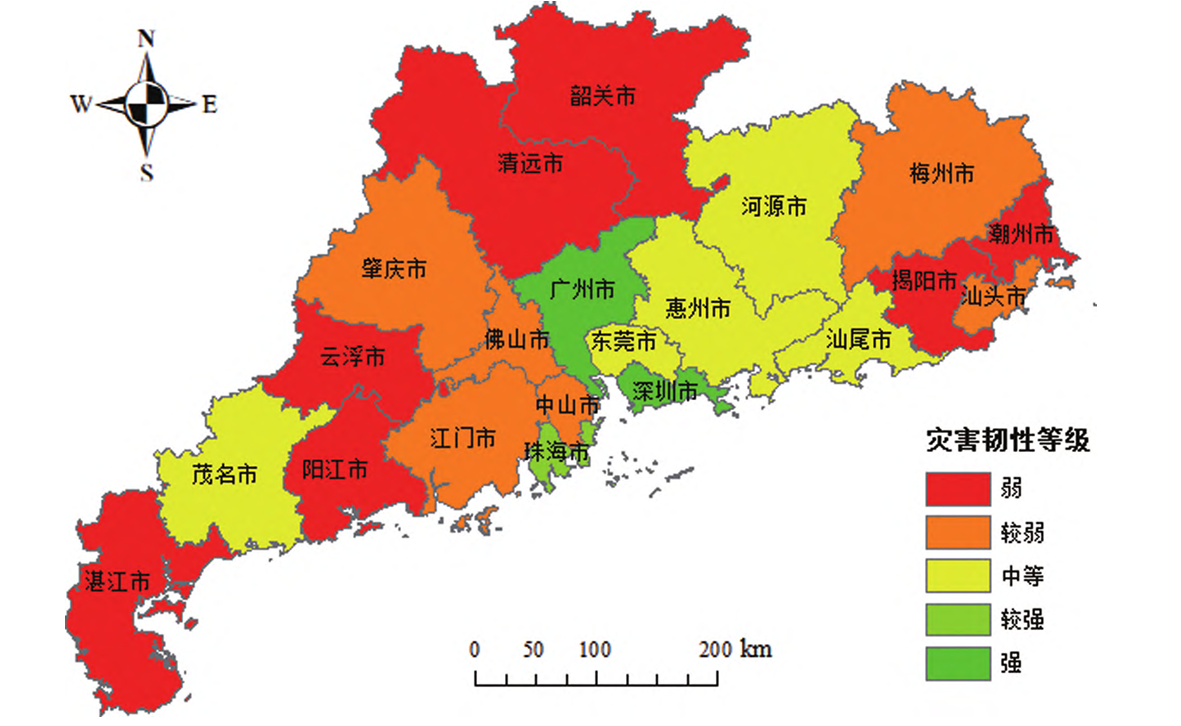 N
W E
S
韶关市
清远市
梅州市
河源市
潮州市
肇庆市
揭阳市
广州市
汕头市
惠州市
佛山市
东莞市
汕尾市
云浮市
深圳市
中山市
江门市
珠海市
阳江市
茂名市
湛江市
灾害韧性等级
弱
较弱
中等
较强
强
0 50 100 200 km